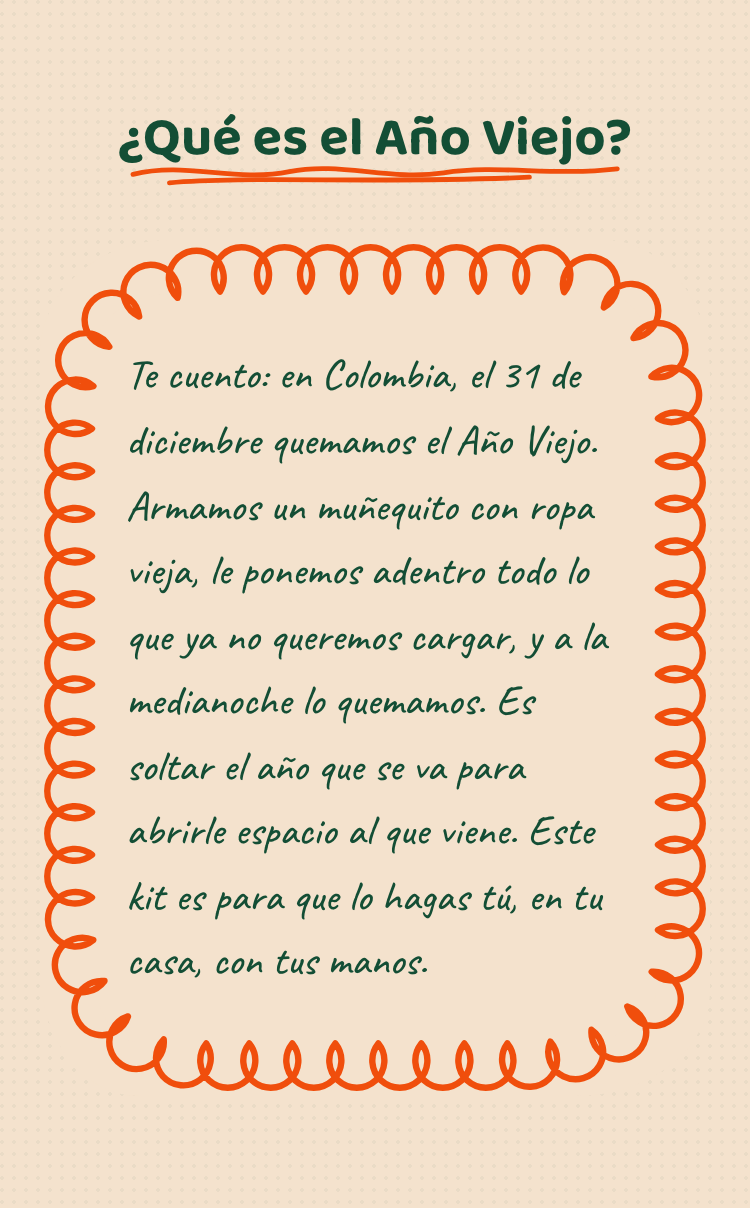 ¿Qué es el Año Viejo?
Te cuento: en Colombia, el 31 de
diciembre quemamos el Año Viejo.
Armamos un muñequito con ropa
vieja, le ponemos adentro todo lo
que ya no queremos cargar, y a la
medianoche lo quemamos. Es
soltar el año que se va para
abrirle espacio al que viene. Este
kit es para que lo hagas tú, en tu
casa, con tus manos.